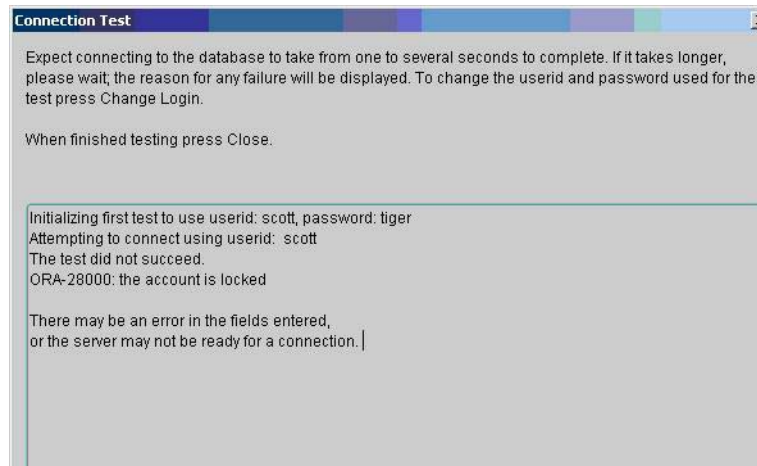 Connection Test
Expect connecting to the database to take from one to several seconds to complete. If it takes longer,
please wait; the reason for any failure will be displayed. To change the userid and password used for the
test press Change Login.
When finished testing press Close.
Initializing first test to use userid: scott, password: tiger
Attempting to connect using userid:  scott
The test did not succeed.
ORA-28000: the account is locked
There may be an error in the fields entered,
or the server may not be ready for a connection.